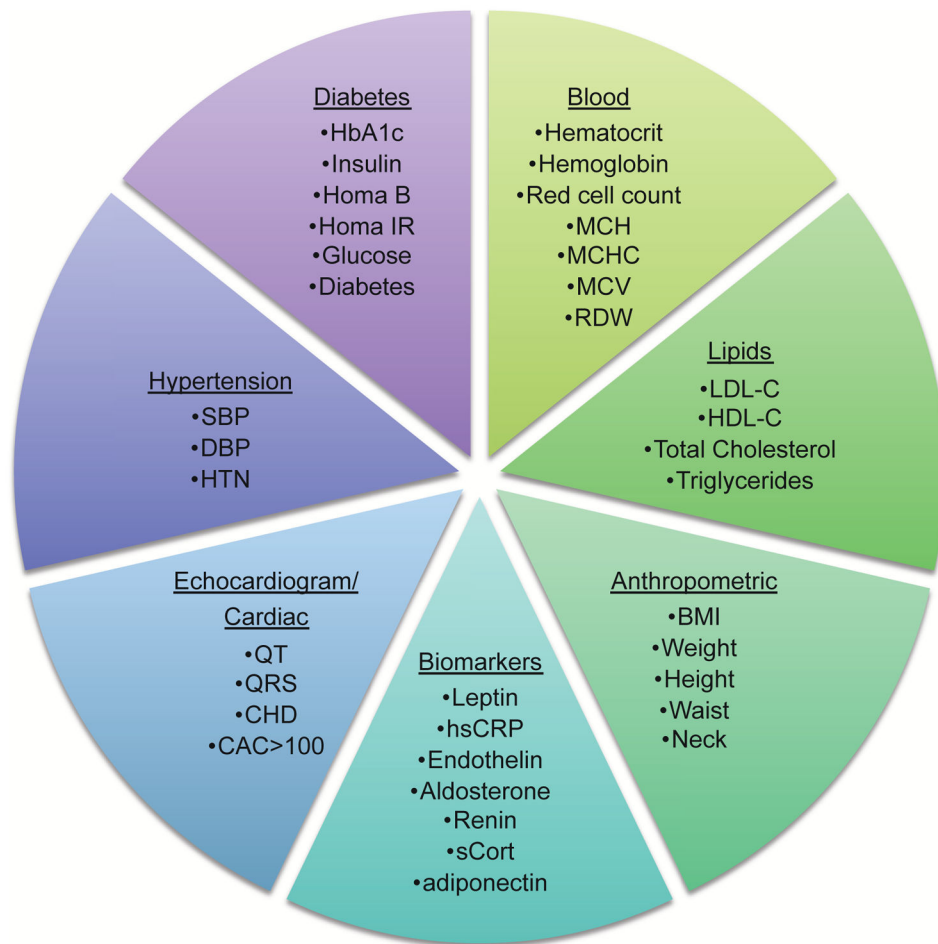 Diabetes
•HbA1c
•Insulin
•Homa B
•Homa IR
•Glucose
•Diabetes
Blood
•Hematocrit
•Hemoglobin
•Red cell count
•MCH
•MCHC
•MCV
•RDW
Lipids
•LDL-C
•HDL-C
•Total Cholesterol
•Triglycerides
Anthropometric
•BMI
•Weight
•Height
•Waist
•Neck
Biomarkers
•Leptin
•hsCRP
•Endothelin
•Aldosterone
•Renin
•sCort
•adiponectin
Echocardiogram/
Cardiac
•QT
•QRS
•CHD
•CAC>100
Hypertension
•SBP
•DBP
•HTN